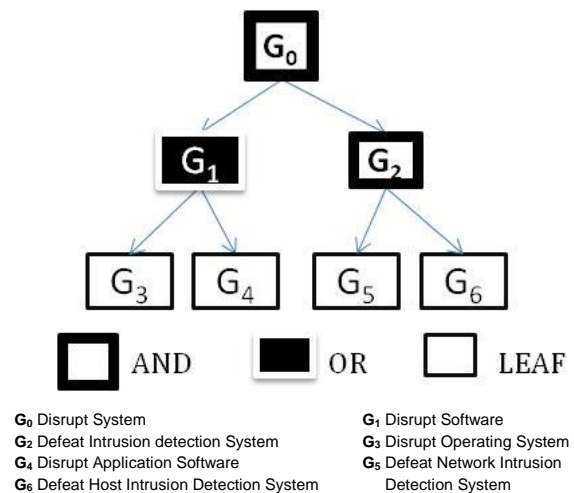 G₀
G₁ G₂
G₃ G₄ G₅ G₆
AND OR LEAF
G₀ Disrupt System
G₂ Defeat Intrusion detection System
G₄ Disrupt Application Software
G₆ Defeat Host Intrusion Detection System
G₁ Disrupt Software
G₃ Disrupt Operating System
G₅ Defeat Network Intrusion
Detection System